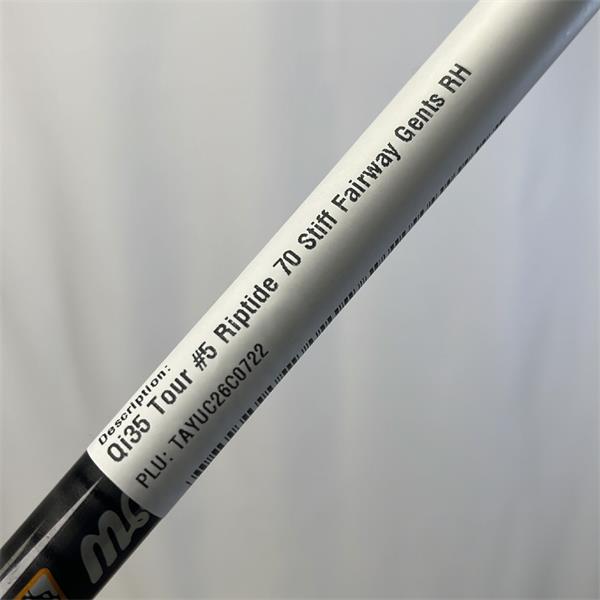 Description:
Qi35 Tour #5 Riptide 70 Stiff Fairway Gents RH
PLU: TAYUC26C0722